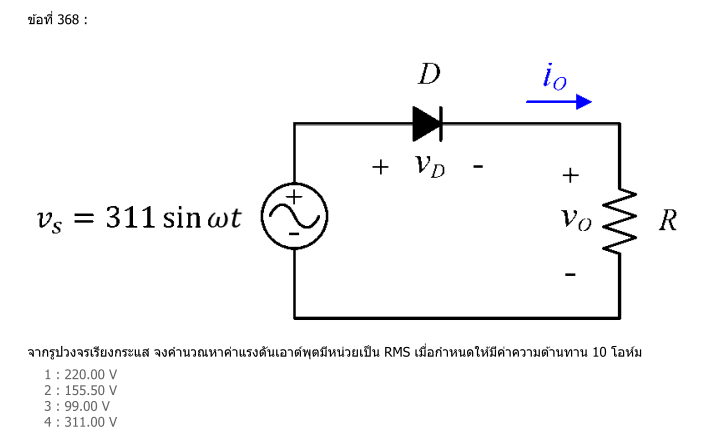 ข้อที่ 368 :
D
i_O
+ v_D -
+
v_s = 311 sin ωt
+
-
v_O
R
-
จากรูปวงจรเรียงกระแส จงคำนวณหาค่าแรงดันเอาต์พุตมีหน่วยเป็น RMS เมื่อกำหนดให้มีค่าความต้านทาน 10 โอห์ม
1 : 220.00 V
2 : 155.50 V
3 : 99.00 V
4 : 311.00 V